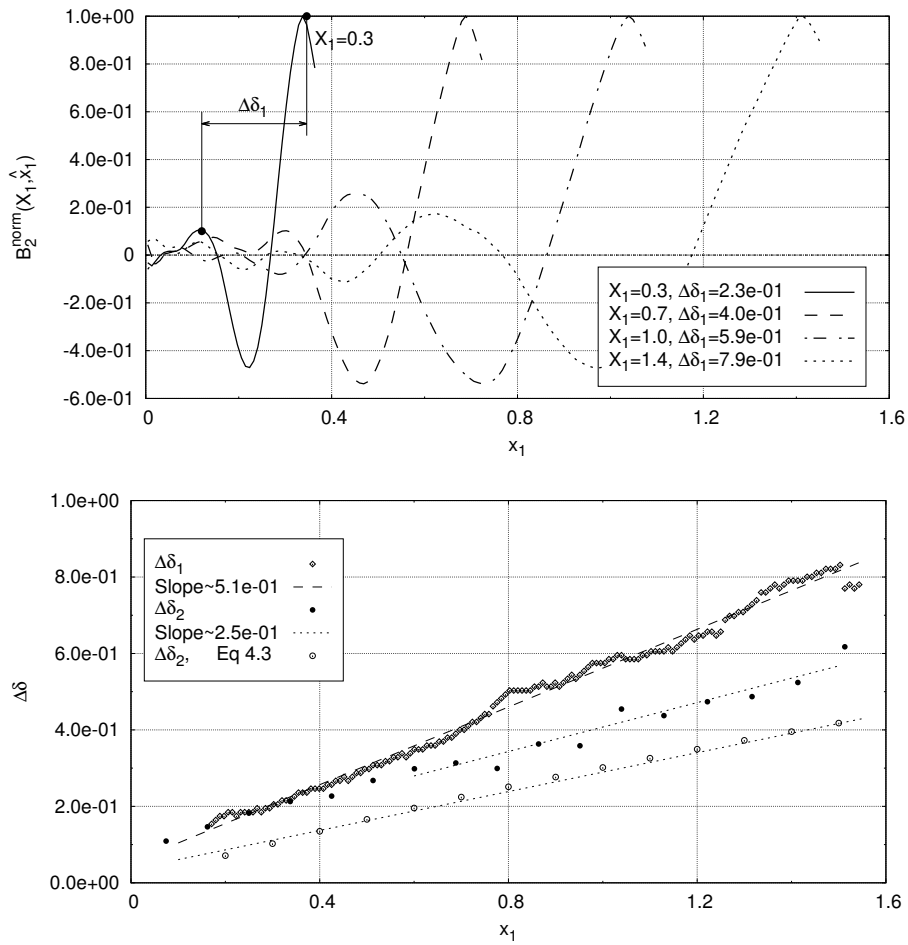 1.0e+00
8.0e-01
6.0e-01
4.0e-01
2.0e-01
0
-2.0e-01
-4.0e-01
-6.0e-01
B₂ⁿᵒʳᵐ(X₁,x̂₁)
X₁=0.3
Δδ₁
X₁=0.3, Δδ₁=2.3e-01
X₁=0.7, Δδ₁=4.0e-01
X₁=1.0, Δδ₁=5.9e-01
X₁=1.4, Δδ₁=7.9e-01
0 0.4 0.8 1.2 1.6
x₁
1.0e+00
8.0e-01
6.0e-01
4.0e-01
2.0e-01
0.0e+00
Δδ
Δδ₁
Slope~5.1e-01
Δδ₂
Slope~2.5e-01
Δδ₂, Eq 4.3
0 0.4 0.8 1.2 1.6
x₁